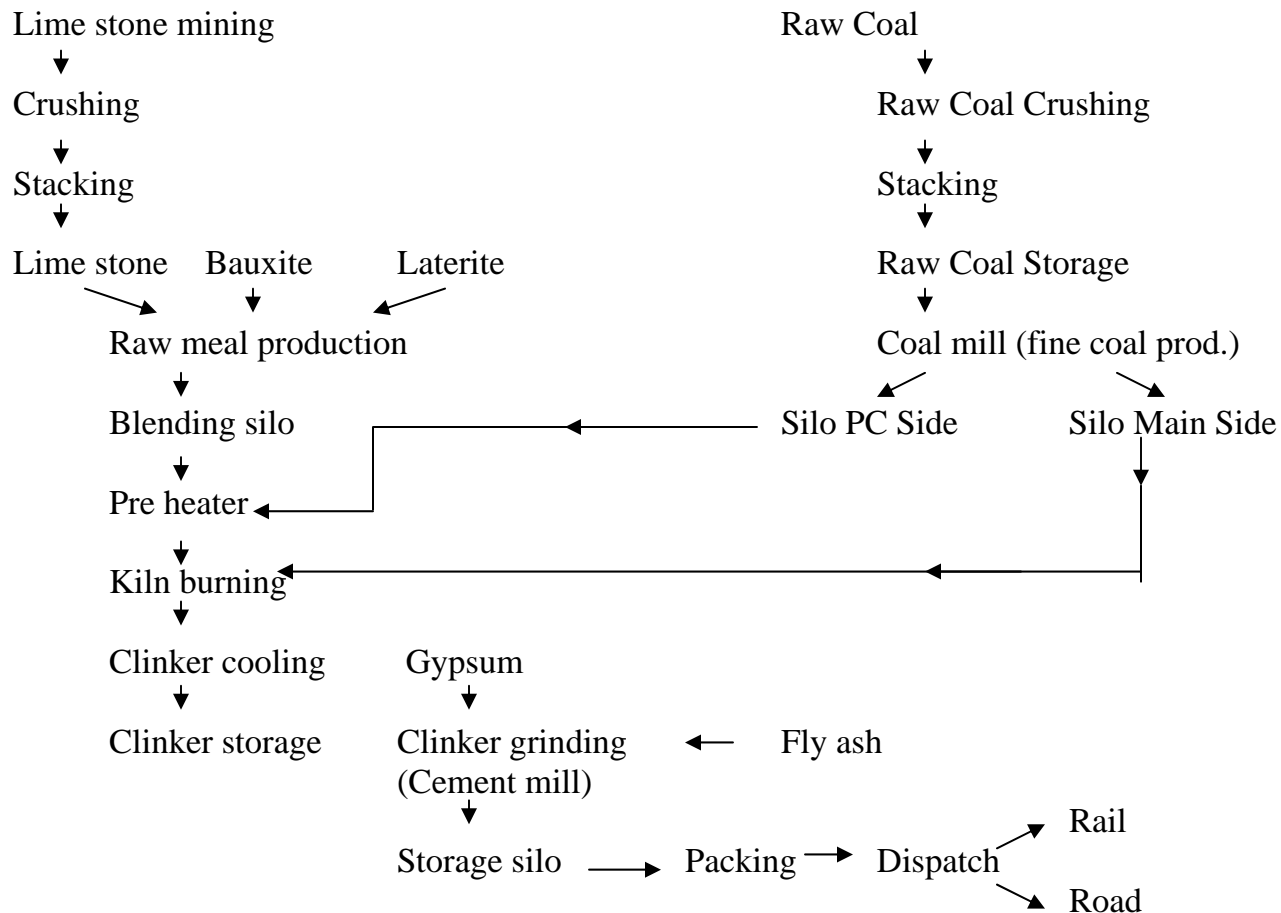 Lime stone mining
Raw Coal
Crushing
Raw Coal Crushing
Stacking
Stacking
Lime stone
Bauxite
Laterite
Raw Coal Storage
Raw meal production
Coal mill (fine coal prod.)
Blending silo
Silo PC Side
Silo Main Side
Pre heater
Kiln burning
Clinker cooling
Gypsum
Clinker storage
Clinker grinding
(Cement mill)
Fly ash
Rail
Storage silo
Packing
Dispatch
Road